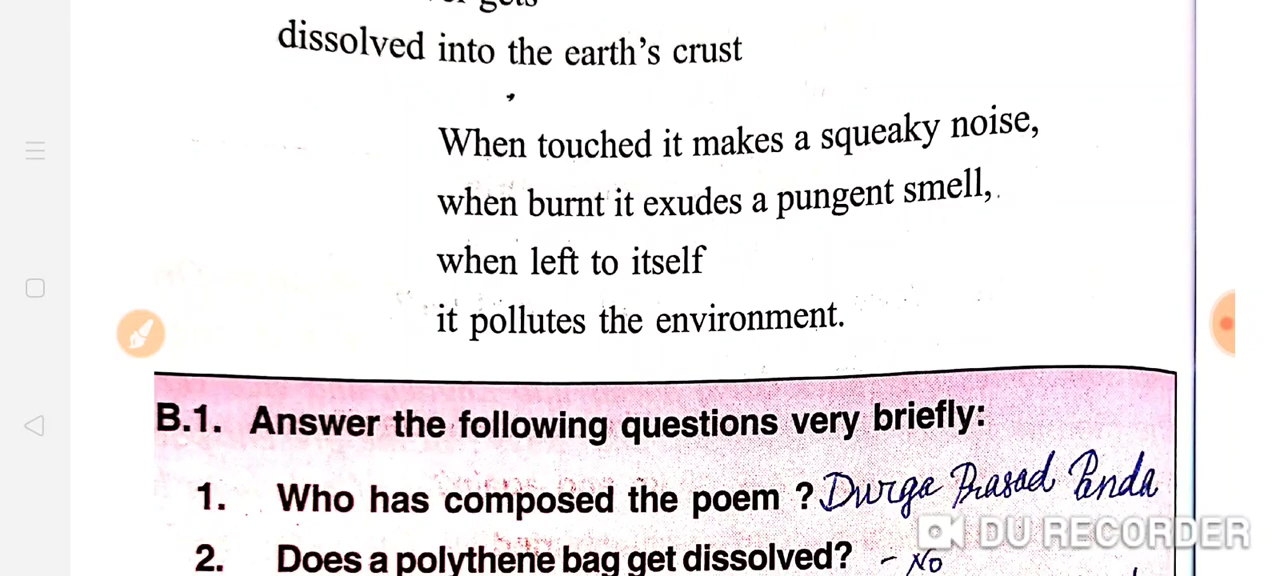 gets
dissolved into the earth's crust
When touched it makes a squeaky noise,
when burnt it exudes a pungent smell,
when left to itself
it pollutes the environment.
B.1. Answer the following questions very briefly:
1. Who has composed the poem ? Durga Prasad Panda
DU RECORDER
2. Does a polythene bag get dissolved? - No